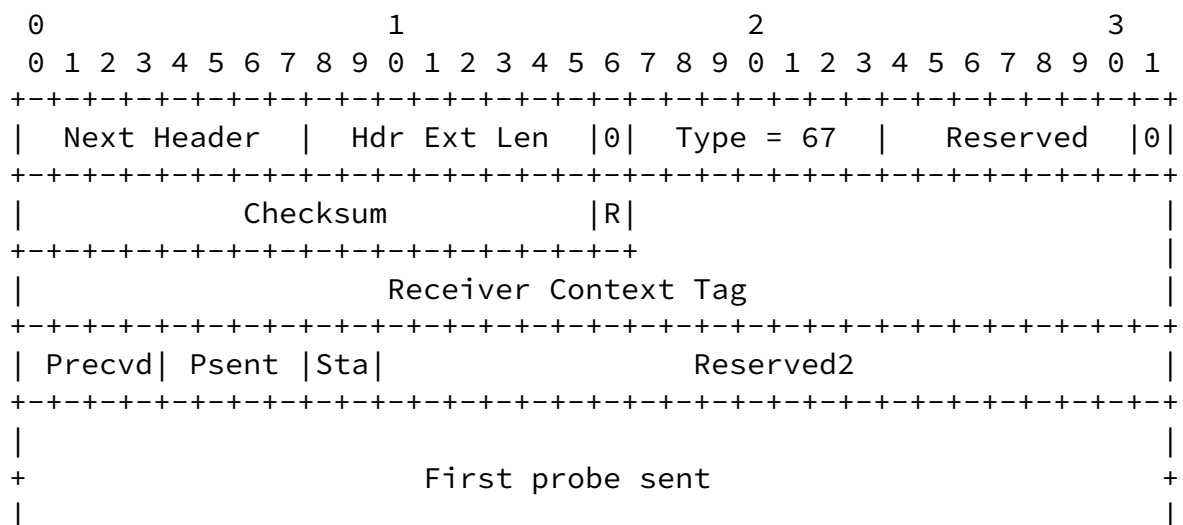 0                   1                   2                   3
 0 1 2 3 4 5 6 7 8 9 0 1 2 3 4 5 6 7 8 9 0 1 2 3 4 5 6 7 8 9 0 1
+-+-+-+-+-+-+-+-+-+-+-+-+-+-+-+-+-+-+-+-+-+-+-+-+-+-+-+-+-+-+-+-+
|  Next Header  |  Hdr Ext Len  |0|  Type = 67  |   Reserved  |0|
+-+-+-+-+-+-+-+-+-+-+-+-+-+-+-+-+-+-+-+-+-+-+-+-+-+-+-+-+-+-+-+-+
|            Checksum           |R|                             |
+-+-+-+-+-+-+-+-+-+-+-+-+-+-+-+-+-+                             |
|                    Receiver Context Tag                       |
+-+-+-+-+-+-+-+-+-+-+-+-+-+-+-+-+-+-+-+-+-+-+-+-+-+-+-+-+-+-+-+-+
| Precvd| Psent |Sta|                 Reserved2                 |
+-+-+-+-+-+-+-+-+-+-+-+-+-+-+-+-+-+-+-+-+-+-+-+-+-+-+-+-+-+-+-+-+
|                                                               |
+                      First probe sent                         +
|                                                               |